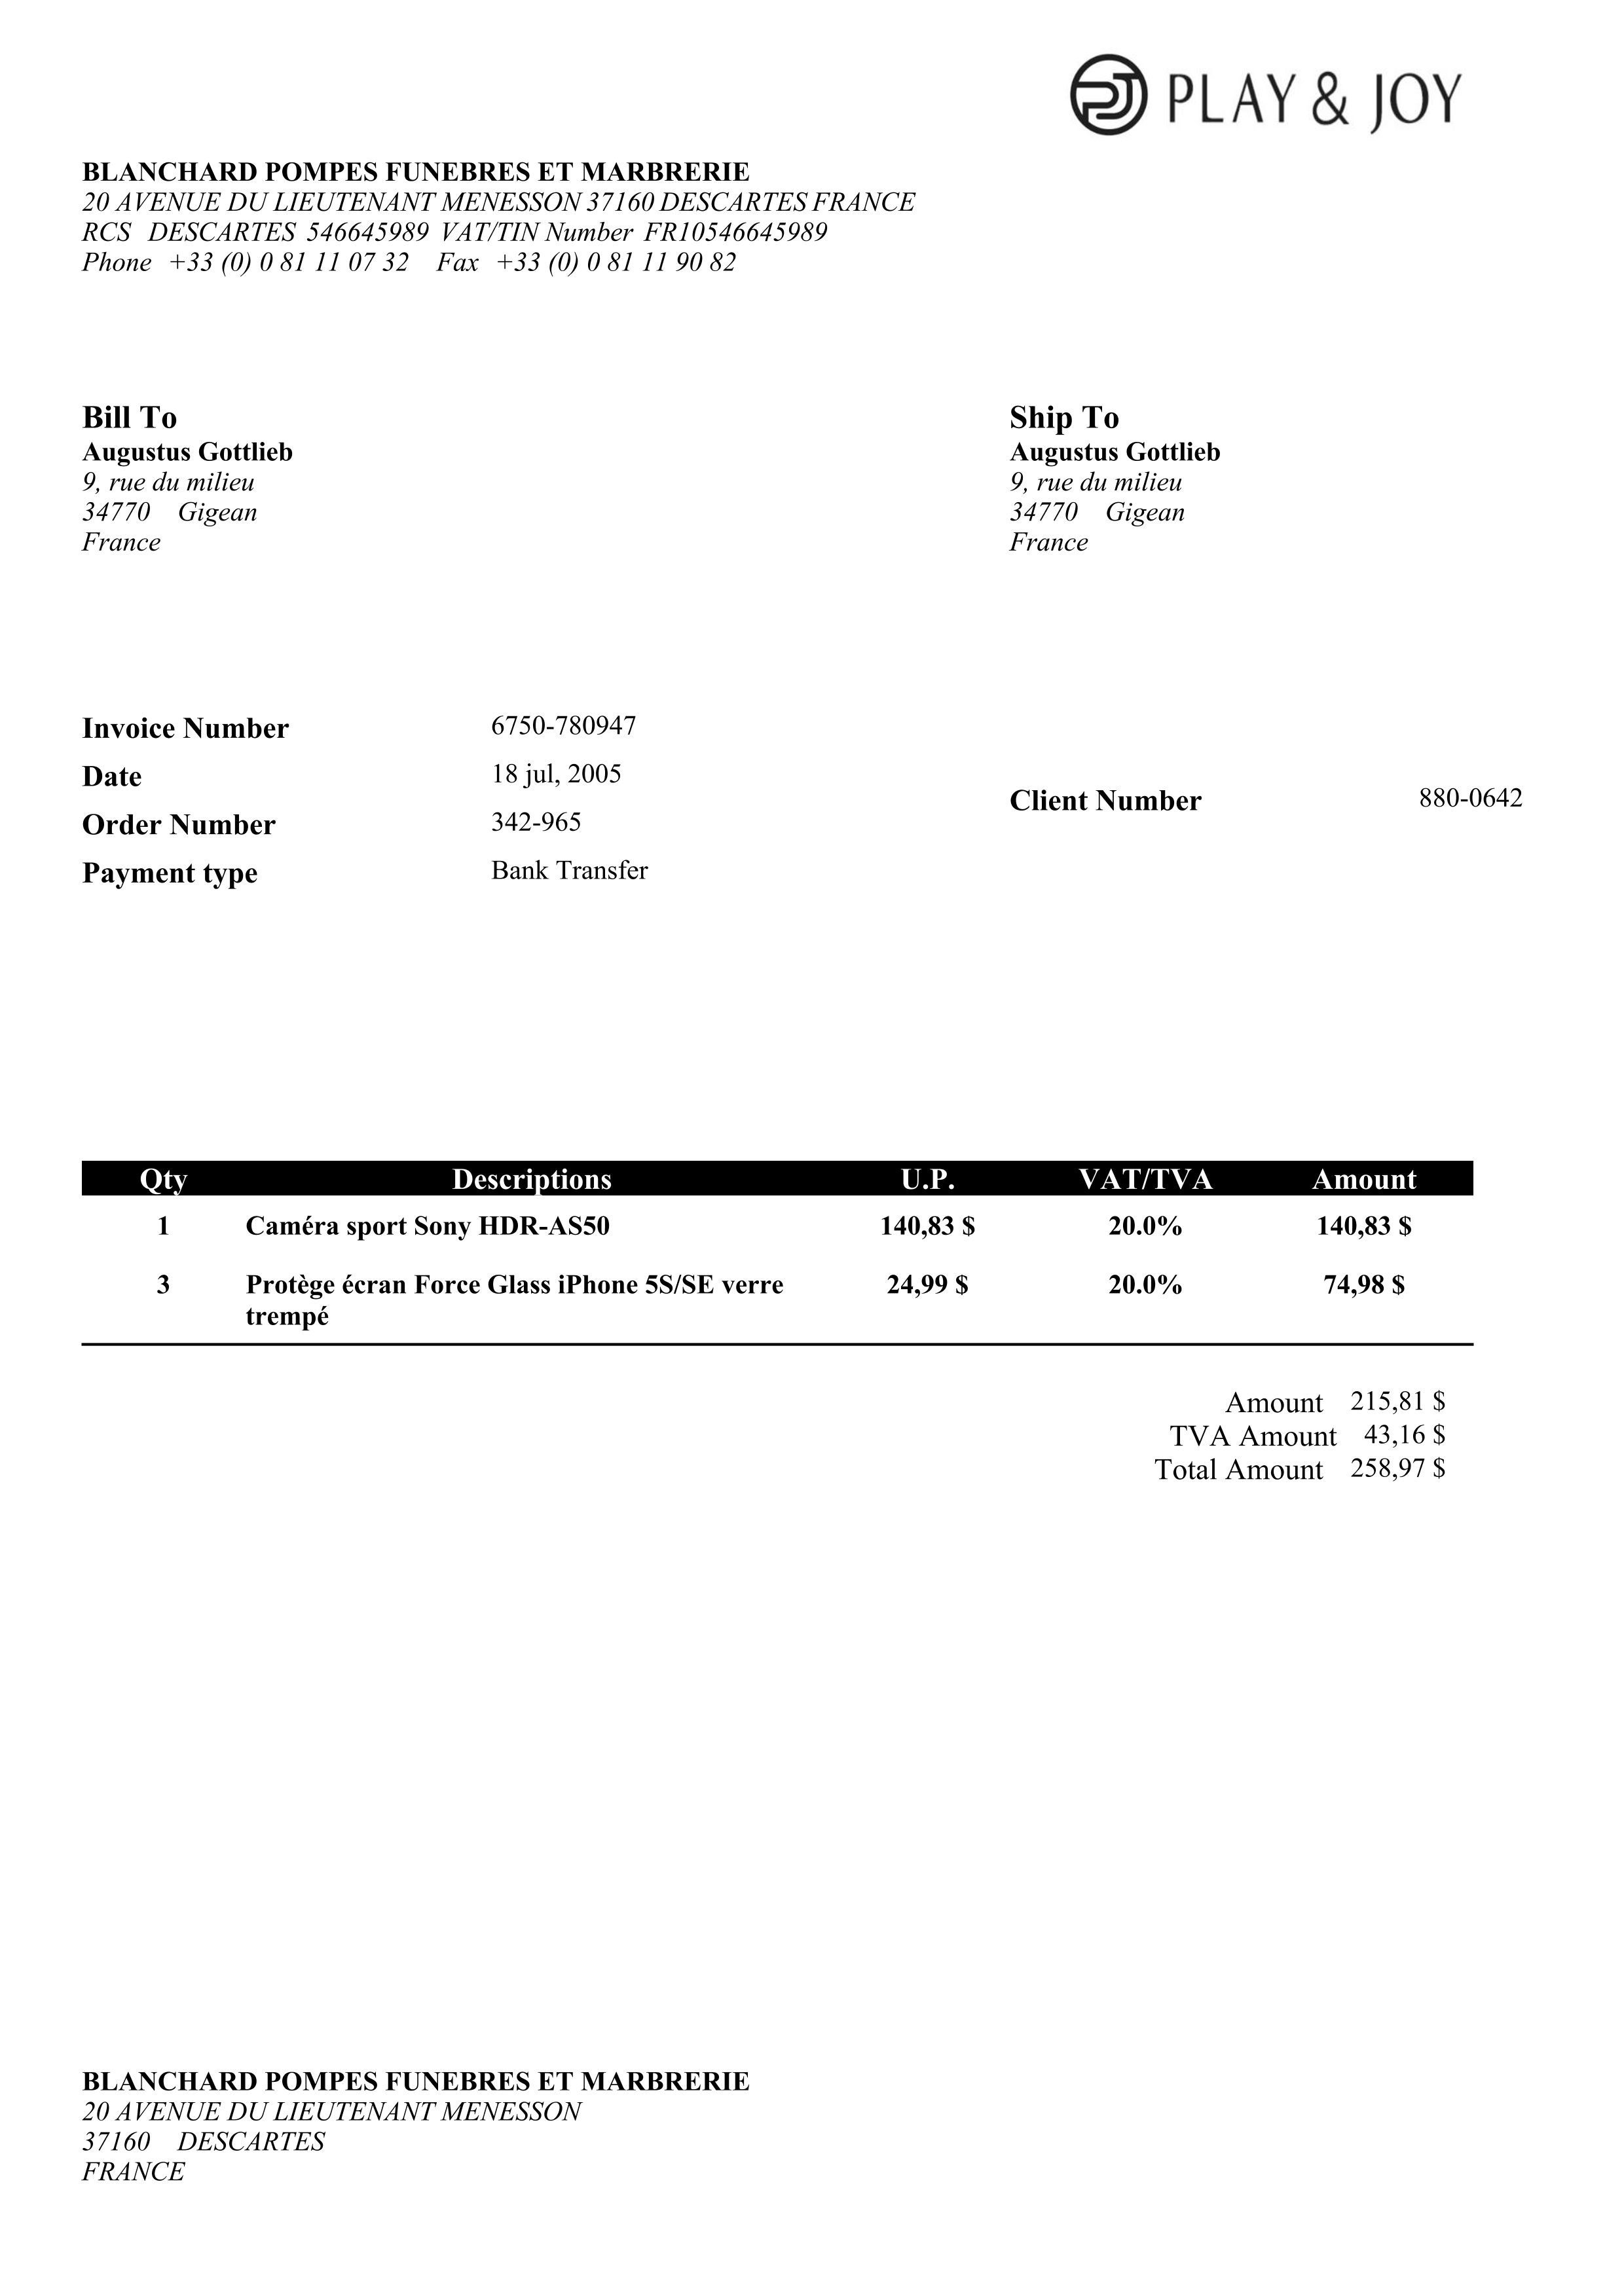 PLAY & JOY
BLANCHARD POMPES FUNEBRES ET MARBRERIE
20 AVENUE DU LIEUTENANT MENESSON 37160 DESCARTES FRANCE
RCS DESCARTES 546645989 VAT/TIN Number FR10546645989
Phone +33 (0) 0 81 11 07 32 Fax +33 (0) 0 81 11 90 82
Bill To
Augustus Gottlieb
9, rue du milieu
34770 Gigean
France
Ship To
Augustus Gottlieb
9, rue du milieu
34770 Gigean
France
Invoice Number 6750-780947
Date 18 jul, 2005
Order Number 342-965
Payment type Bank Transfer
Client Number 880-0642
Qty Descriptions U.P. VAT/TVA Amount
1 Caméra sport Sony HDR-AS50 140,83 $ 20.0% 140,83 $
3 Protège écran Force Glass iPhone 5S/SE verre 24,99 $ 20.0% 74,98 $
trempé
Amount 215,81 $
TVA Amount 43,16 $
Total Amount 258,97 $
BLANCHARD POMPES FUNEBRES ET MARBRERIE
20 AVENUE DU LIEUTENANT MENESSON
37160 DESCARTES
FRANCE